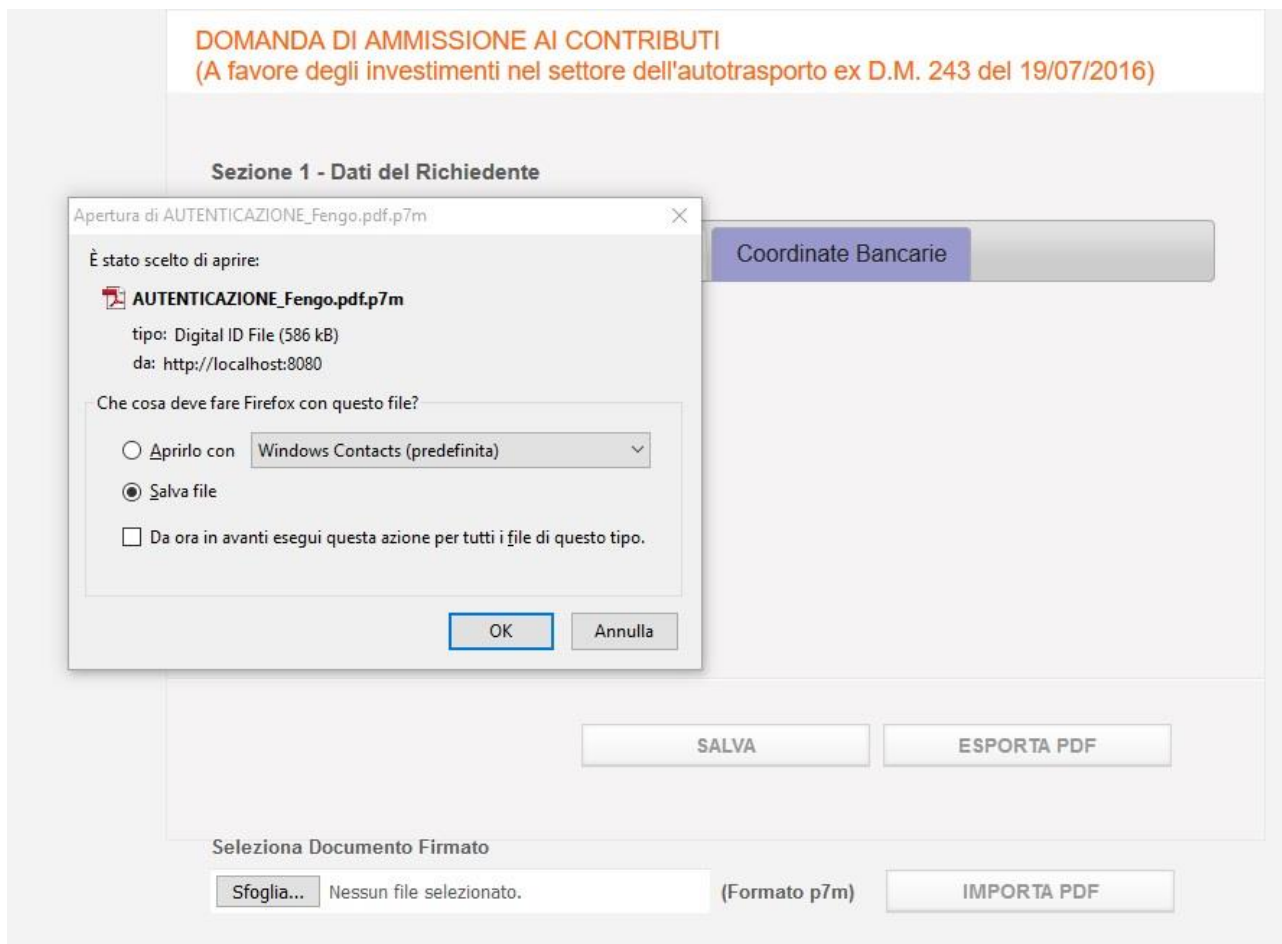 DOMANDA DI AMMISSIONE AI CONTRIBUTI
(A favore degli investimenti nel settore dell'autotrasporto ex D.M. 243 del 19/07/2016)
Sezione 1 - Dati del Richiedente
Coordinate Bancarie
Apertura di AUTENTICAZIONE_Fengo.pdf.p7m
È stato scelto di aprire:
AUTENTICAZIONE_Fengo.pdf.p7m
tipo: Digital ID File (586 kB)
da: http://localhost:8080
Che cosa deve fare Firefox con questo file?
Aprirlo con Windows Contacts (predefinita)
Salva file
Da ora in avanti esegui questa azione per tutti i file di questo tipo.
OK Annulla
SALVA ESPORTA PDF
Seleziona Documento Firmato
Sfoglia... Nessun file selezionato. (Formato p7m) IMPORTA PDF